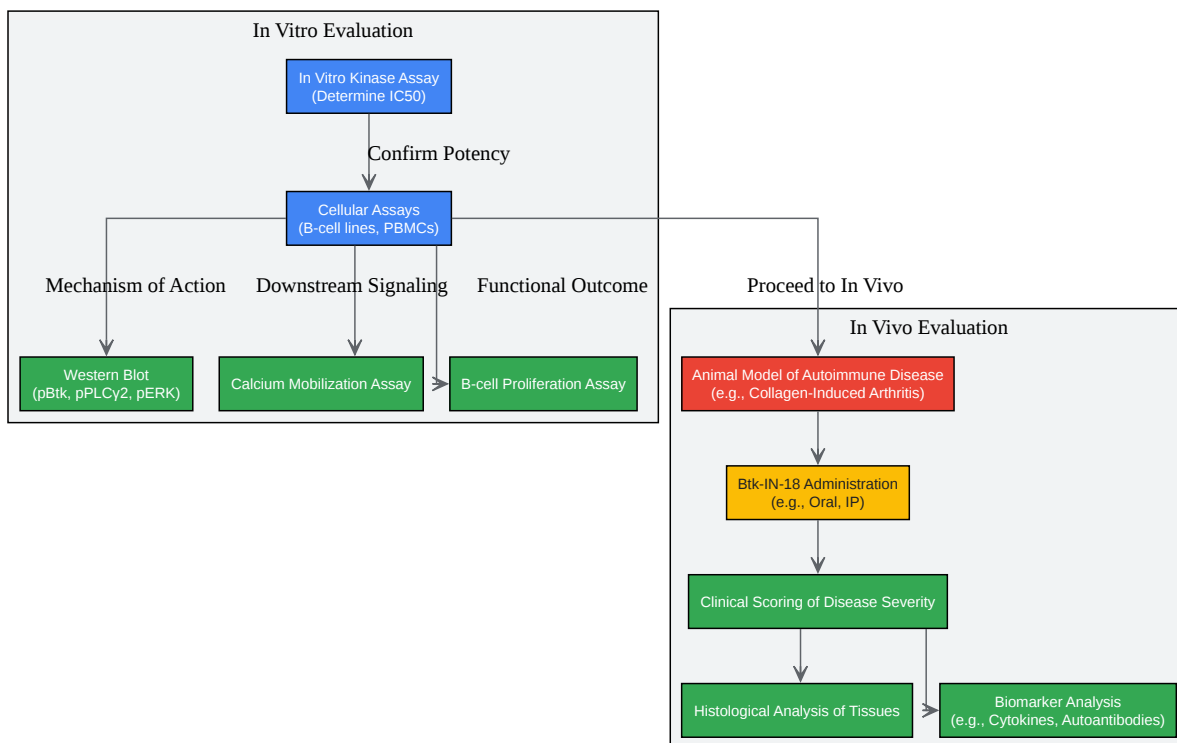 In Vitro Evaluation
In Vitro Kinase Assay
(Determine IC50)
Confirm Potency
Cellular Assays
(B-cell lines, PBMCs)
Mechanism of Action
Downstream Signaling
Functional Outcome
Proceed to In Vivo
Western Blot
(pBtk, pPLCγ2, pERK)
Calcium Mobilization Assay
B-cell Proliferation Assay
In Vivo Evaluation
Animal Model of Autoimmune Disease
(e.g., Collagen-Induced Arthritis)
Btk-IN-18 Administration
(e.g., Oral, IP)
Clinical Scoring of Disease Severity
Histological Analysis of Tissues
Biomarker Analysis
(e.g., Cytokines, Autoantibodies)